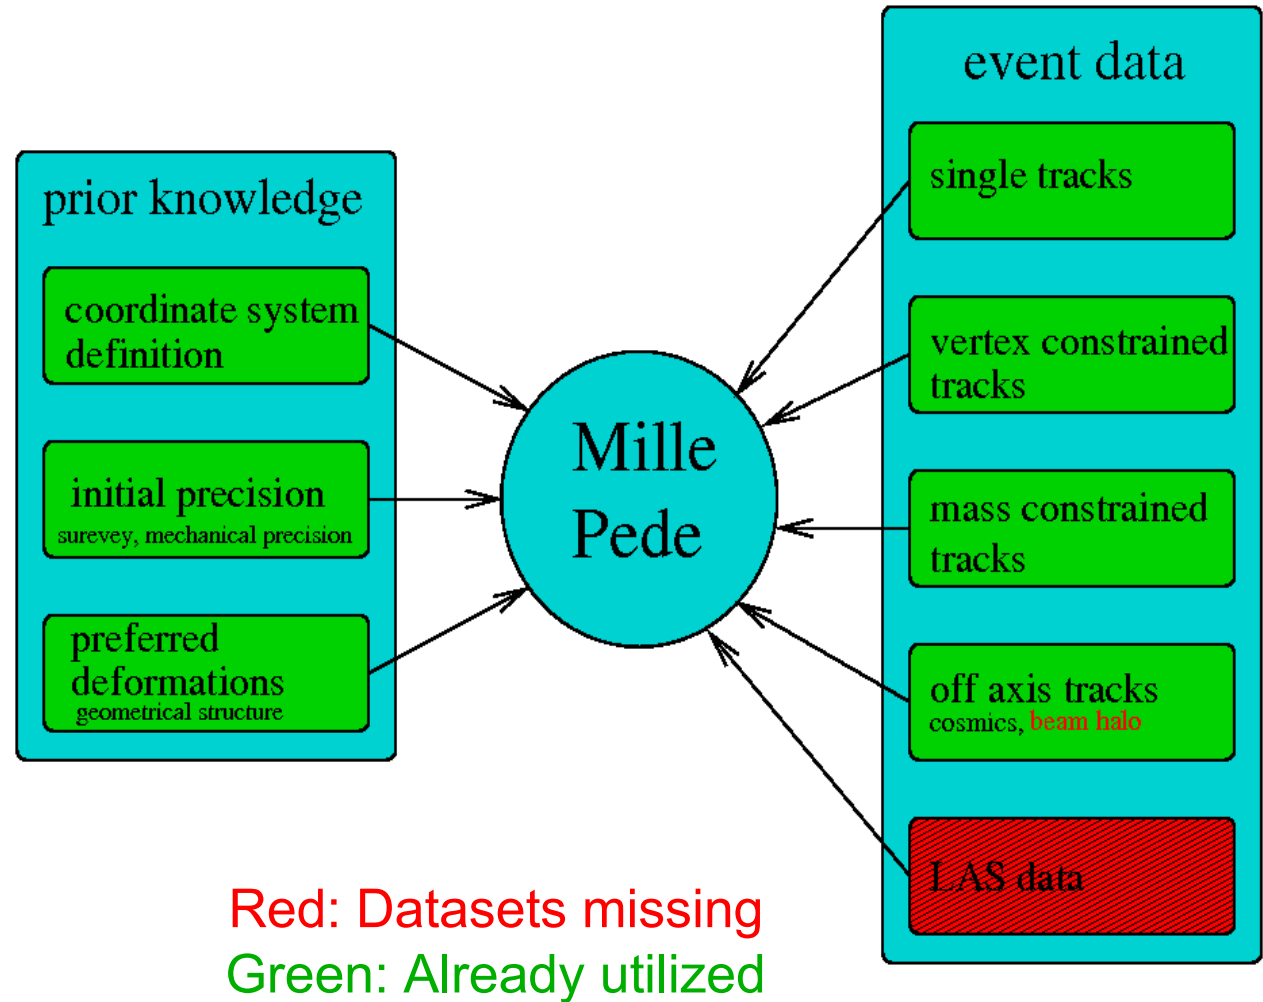 prior knowledge
coordinate system
definition
initial precision
surevey, mechanical precision
preferred
deformations
geometrical structure
Mille
Pede
event data
single tracks
vertex constrained
tracks
mass constrained
tracks
off axis tracks
cosmics, beam halo
LAS data
Red: Datasets missing
Green: Already utilized